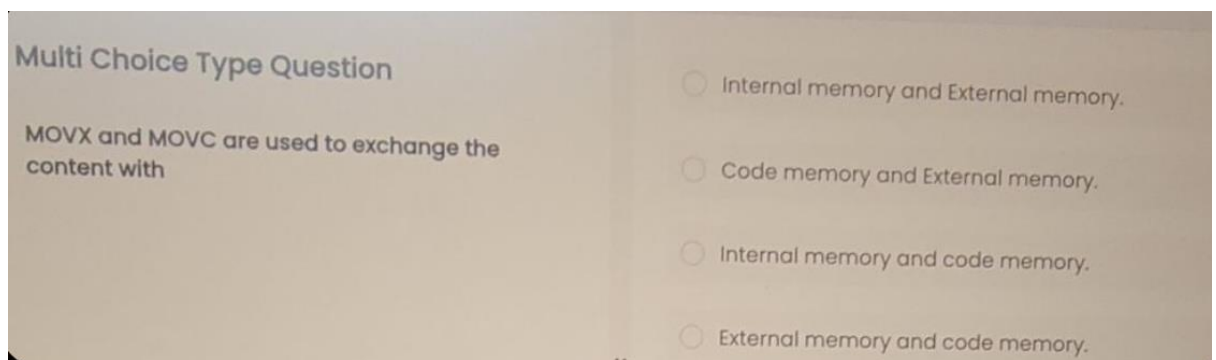 Multi Choice Type Question
MOVX and MOVC are used to exchange the
content with
Internal memory and External memory.
Code memory and External memory.
Internal memory and code memory.
External memory and code memory.